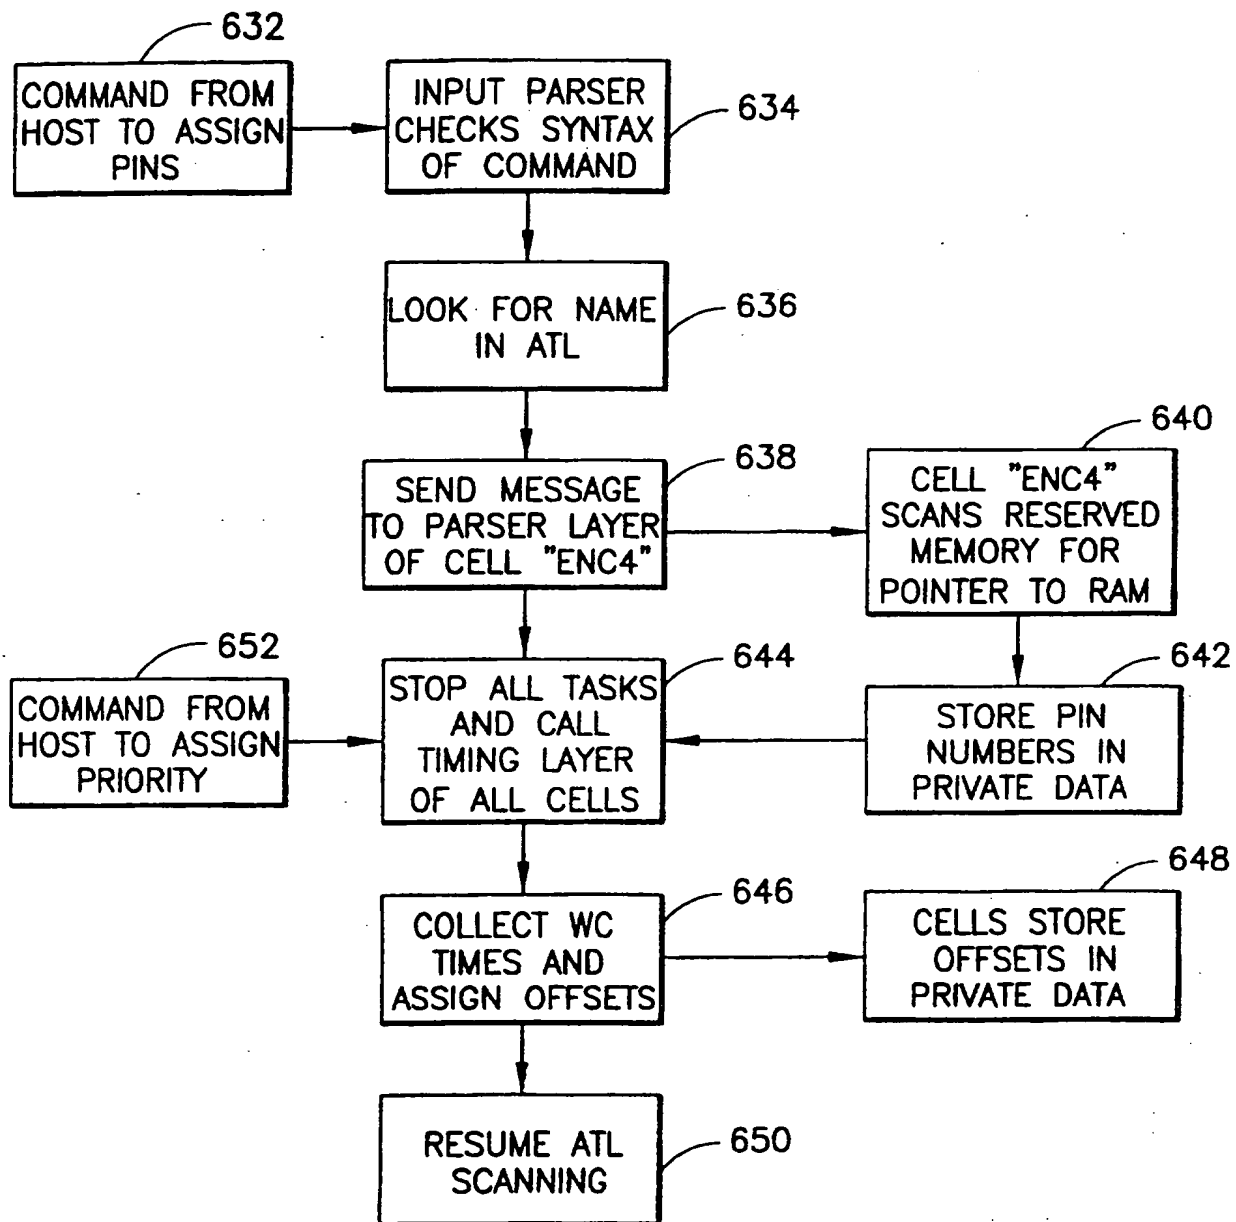 632
COMMAND FROM
HOST TO ASSIGN
PINS
INPUT PARSER
CHECKS SYNTAX
OF COMMAND
634
LOOK FOR NAME
IN ATL
636
SEND MESSAGE
TO PARSER LAYER
OF CELL "ENC4"
638
640
CELL "ENC4"
SCANS RESERVED
MEMORY FOR
POINTER TO RAM
652
COMMAND FROM
HOST TO ASSIGN
PRIORITY
STOP ALL TASKS
AND CALL
TIMING LAYER
OF ALL CELLS
644
642
STORE PIN
NUMBERS IN
PRIVATE DATA
COLLECT WC
TIMES AND
ASSIGN OFFSETS
646
648
CELLS STORE
OFFSETS IN
PRIVATE DATA
RESUME ATL
SCANNING
650